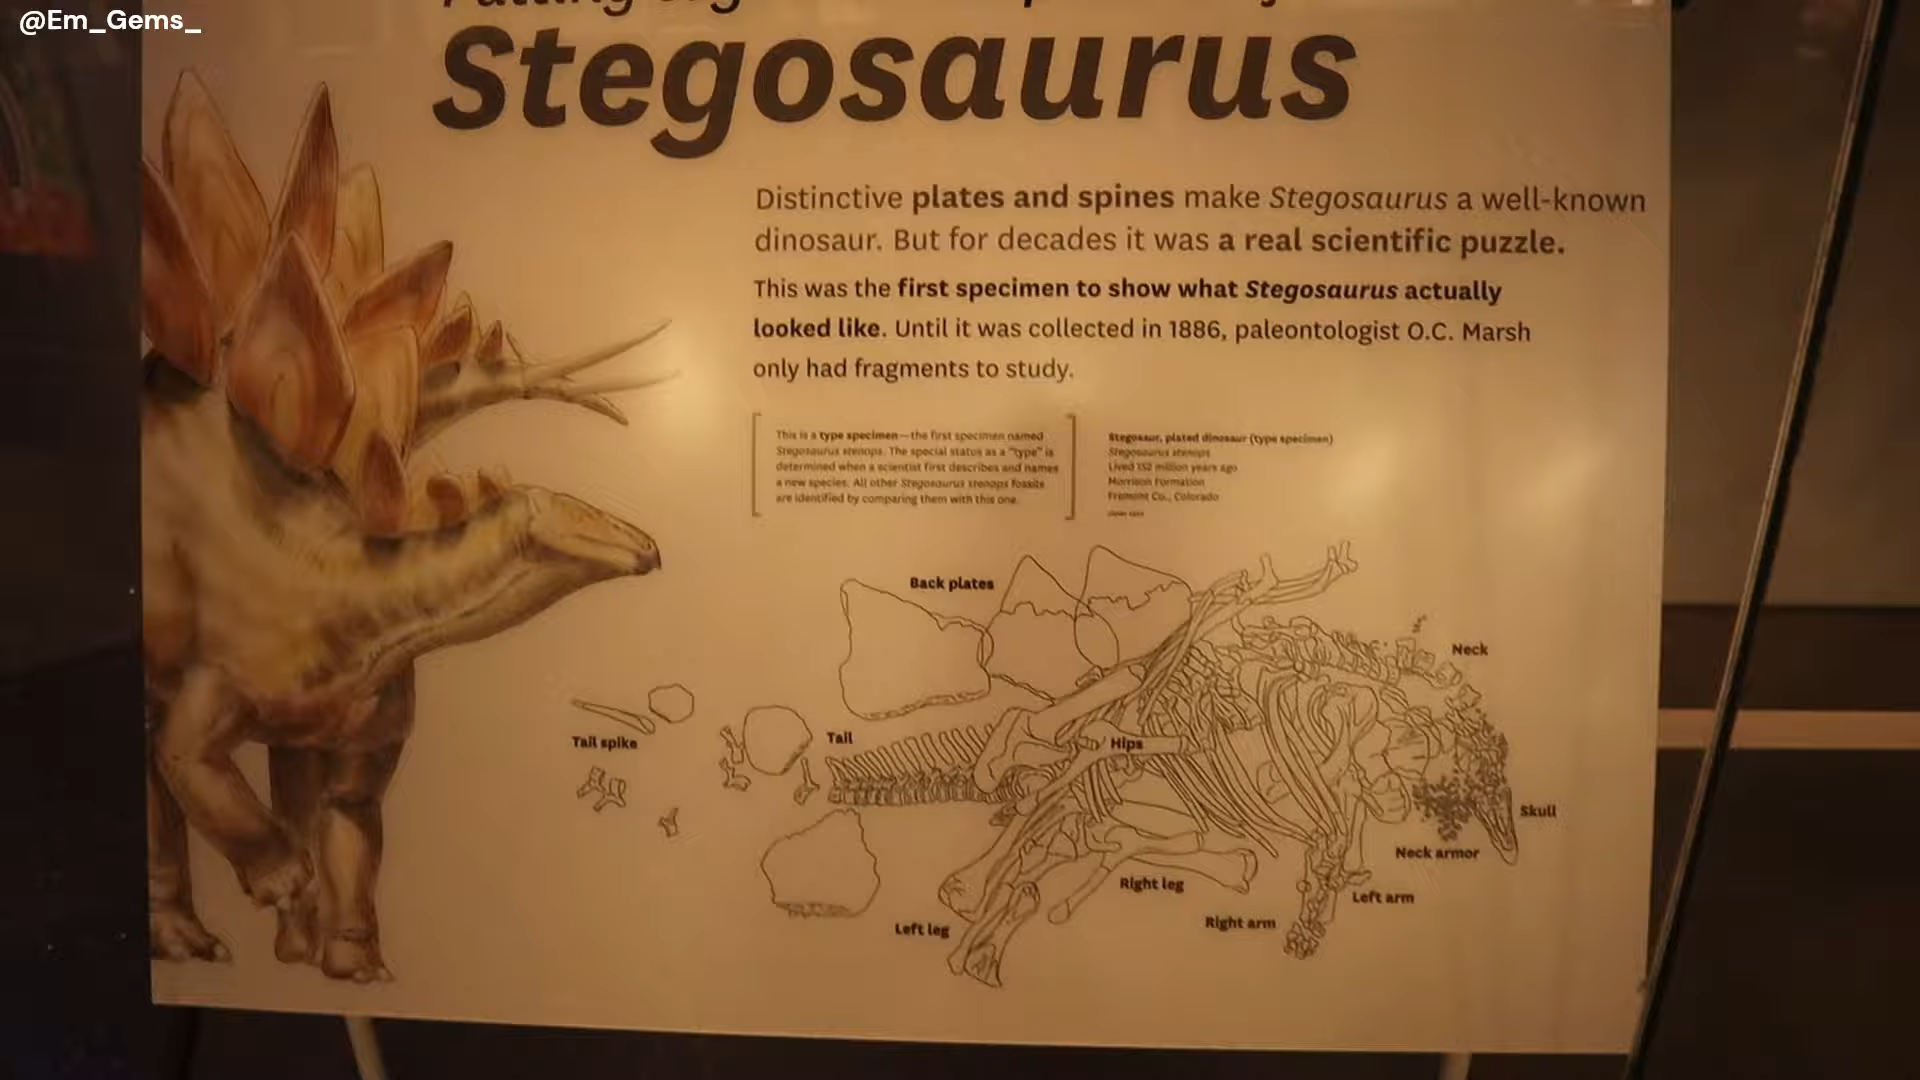 @Em_Gems_
Stegosaurus
Distinctive plates and spines make Stegosaurus a well-known
dinosaur. But for decades it was a real scientific puzzle.
This was the first specimen to show what Stegosaurus actually
looked like. Until it was collected in 1886, paleontologist O.C. Marsh
only had fragments to study.
This is a type specimen—the first specimen named
Stegosaurus stenops. The special status as a "type" is
determined when a scientist first describes and names
a new species. All other Stegosaurus stenops fossils
are identified by comparing them with this one.
Stegosaur, plated dinosaur (type specimen)
Stegosaurus stenops
Lived 152 million years ago
Morrison Formation
Fremont Co., Colorado
Back plates
Neck
Tail spike
Tail
Hips
Skull
Neck armor
Right leg
Left arm
Right arm
Left leg